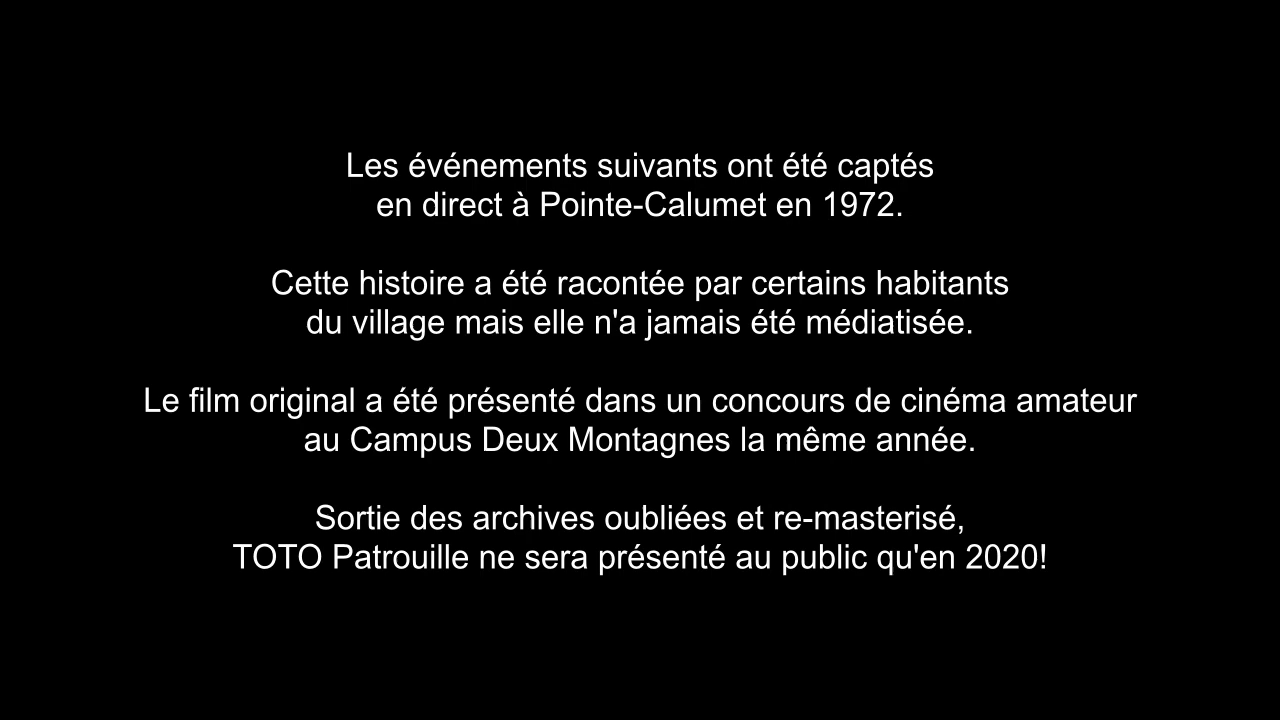 Les événements suivants ont été captés
en direct à Pointe-Calumet en 1972.
Cette histoire a été racontée par certains habitants
du village mais elle n'a jamais été médiatisée.
Le film original a été présenté dans un concours de cinéma amateur
au Campus Deux Montagnes la même année.
Sortie des archives oubliées et re-masterisé,
TOTO Patrouille ne sera présenté au public qu'en 2020!